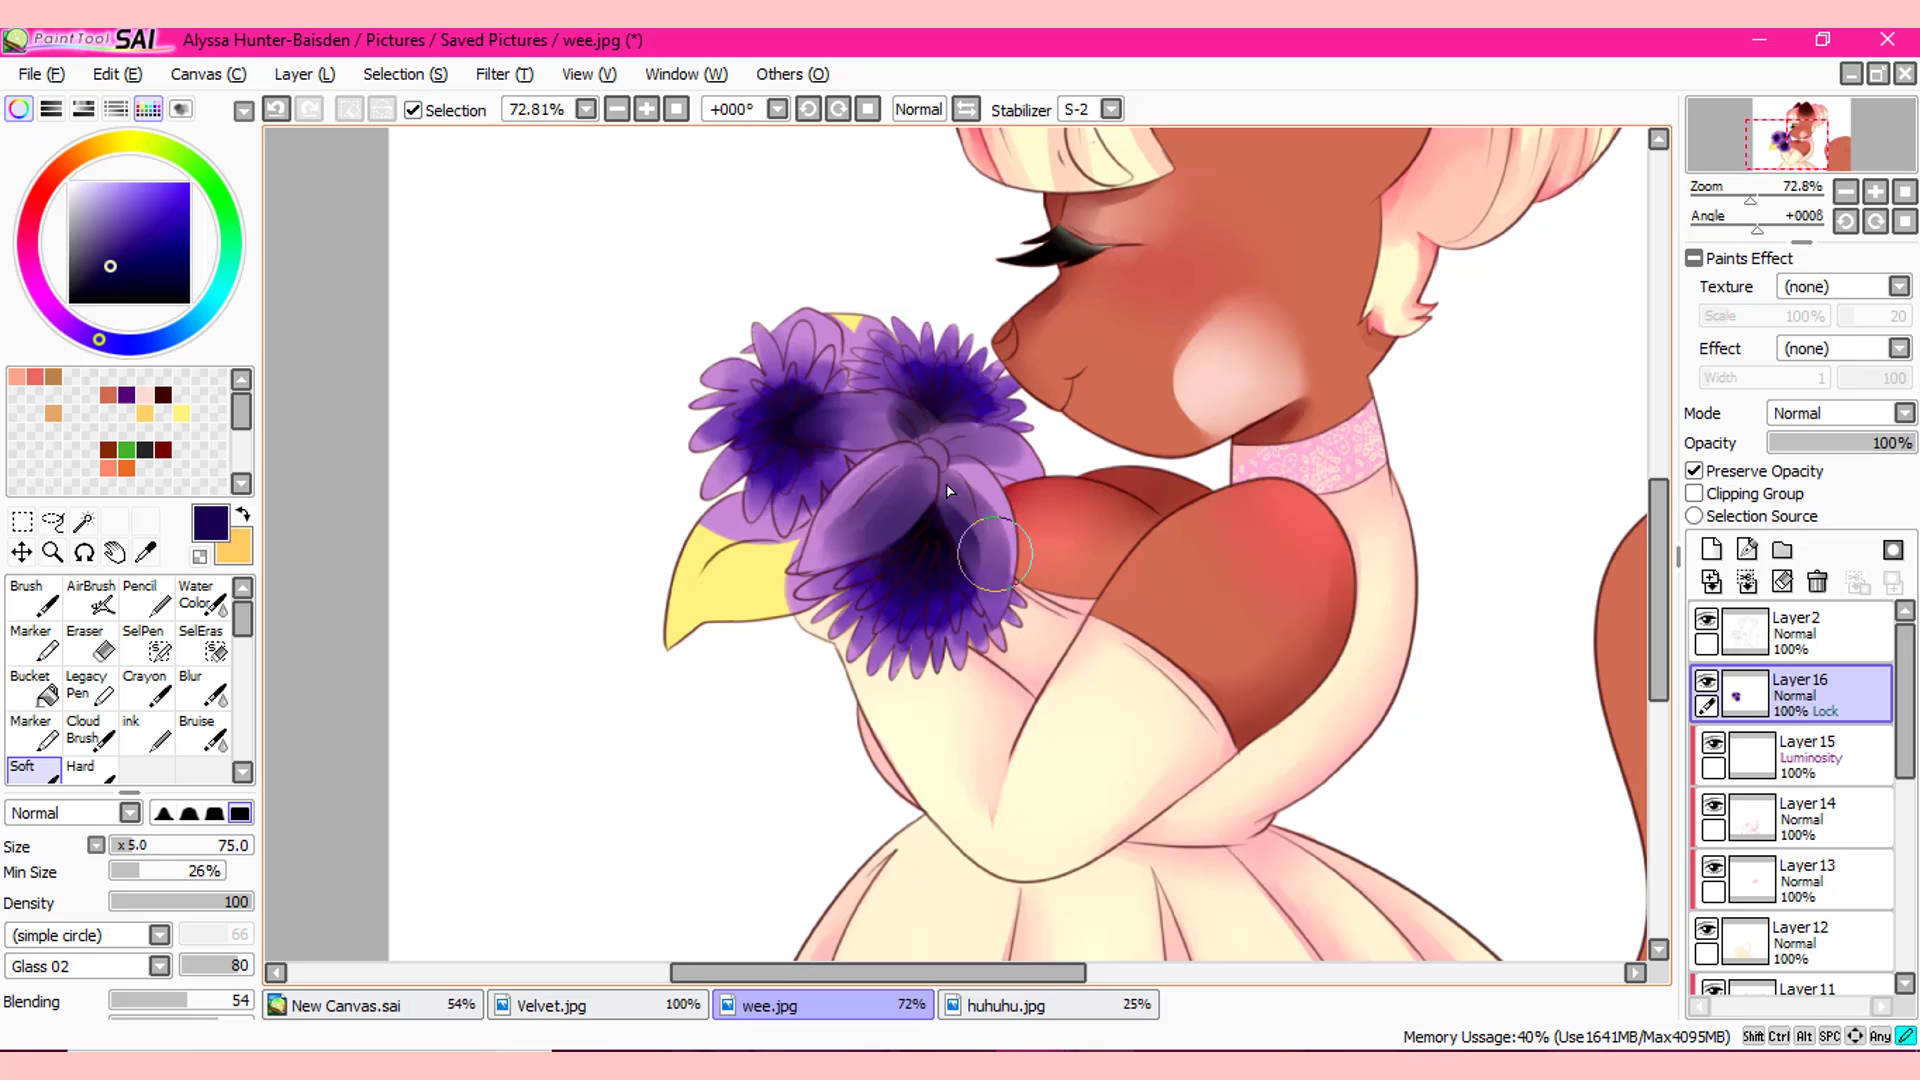 PaintTool SAI Alyssa Hunter-Baisden / Pictures / Saved Pictures / wee.jpg (*)
File (F) Edit (E) Canvas (C) Layer (L) Selection (S) Filter (T) View (V) Window (W) Others (O)
Selection 72.81% +000° Normal Stabilizer S-2
Zoom 72.8%
Angle +000ß
Paints Effect
Texture (none)
Scale 100% 20
Effect (none)
Width 1 100
Mode Normal
Opacity 100%
Preserve Opacity
Clipping Group
Selection Source
Brush AirBrush Pencil Water Color
Marker Eraser SelPen SelEras
Bucket Legacy Pen Crayon Blur
Marker Cloud Brush ink Bruise
Soft Hard
Normal
Size x 5.0 75.0
Min Size 26%
Density 100
(simple circle) 66
Glass 02 80
Blending 54
Layer2
Normal
100%
Layer16
Normal
100% Lock
Layer15
Luminosity
100%
Layer14
Normal
100%
Layer13
Normal
100%
Layer12
Normal
100%
Layer11
New Canvas.sai 54% Velvet.jpg 100% wee.jpg 72% huhuhu.jpg 25%
Memory Ussage:40% (Use1641MB/Max4095MB) Shift Ctrl Alt SPC Any